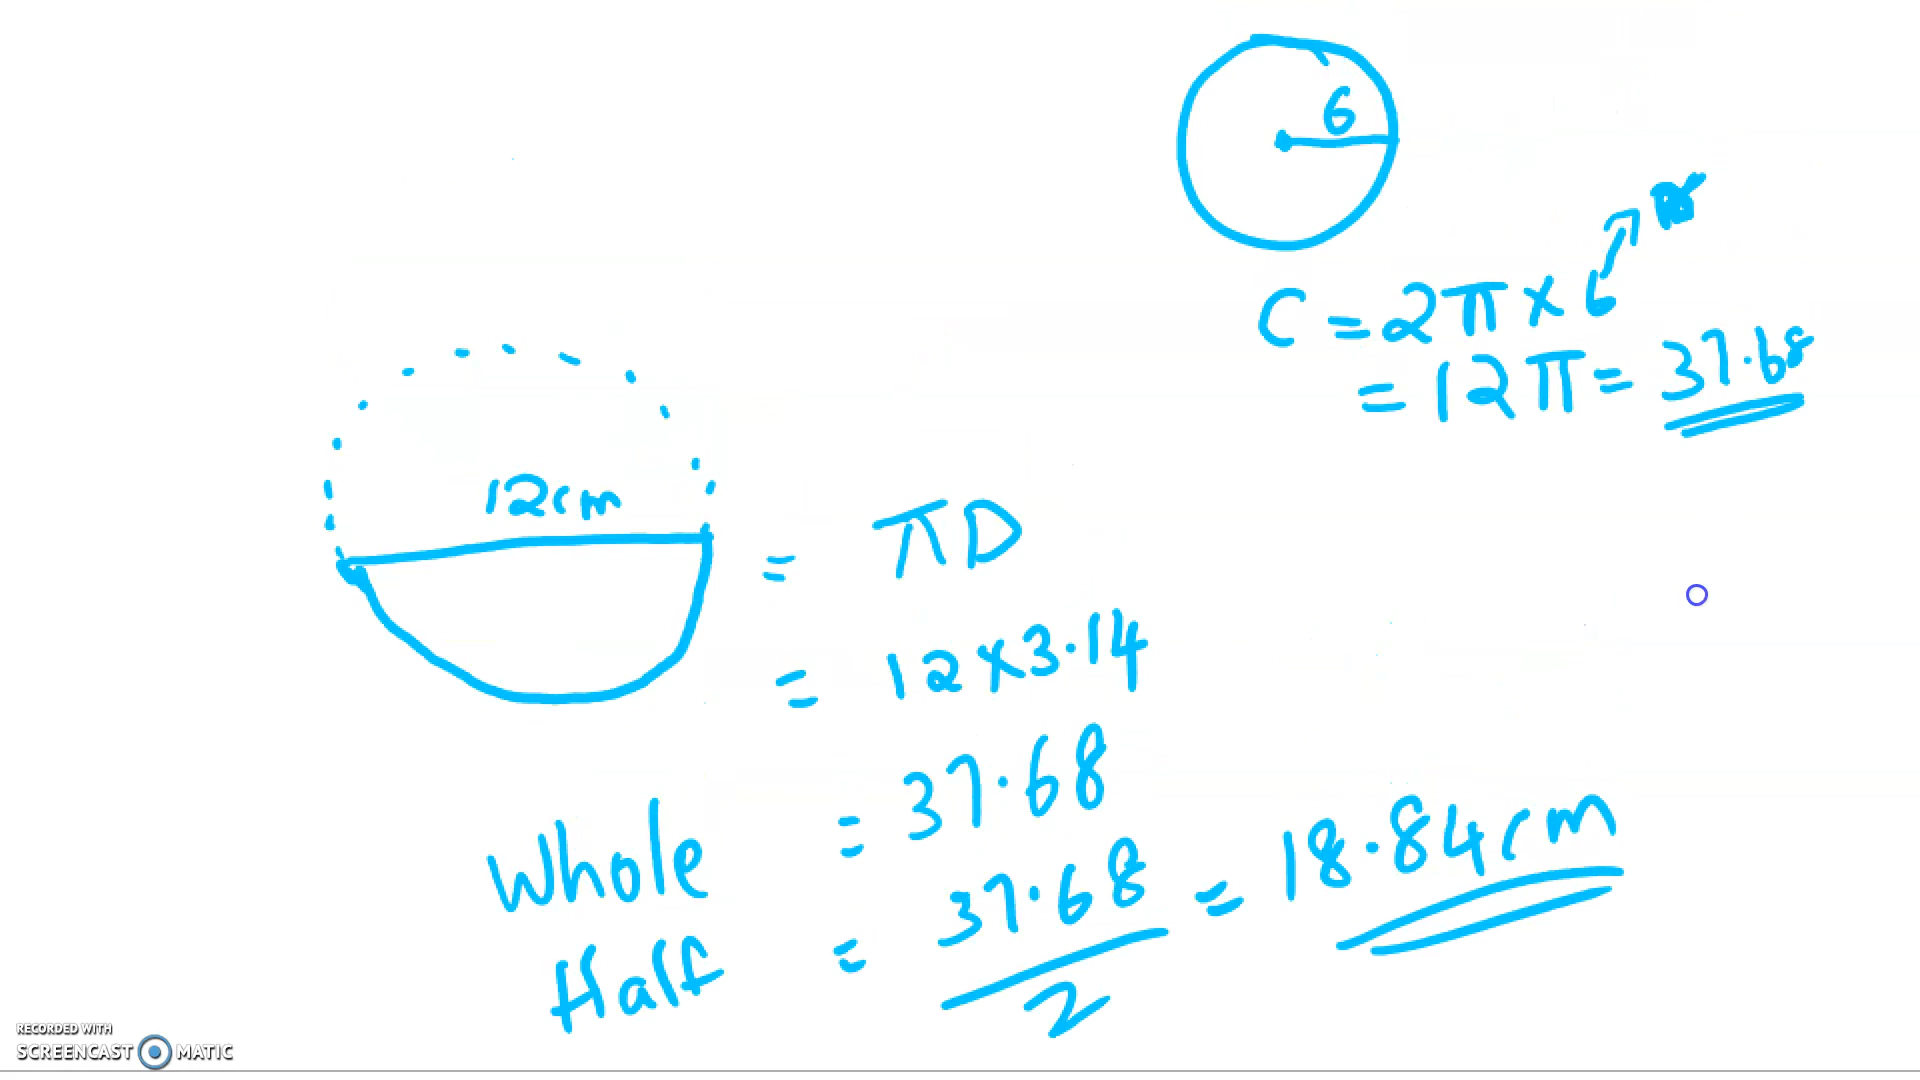 6
C = 2π × 6
= 12π = 37.68
12cm
= πD
= 12 × 3.14
Whole = 37.68
Half = 37.68 / 2 = 18.84cm
RECORDED WITH
SCREENCAST MATIC